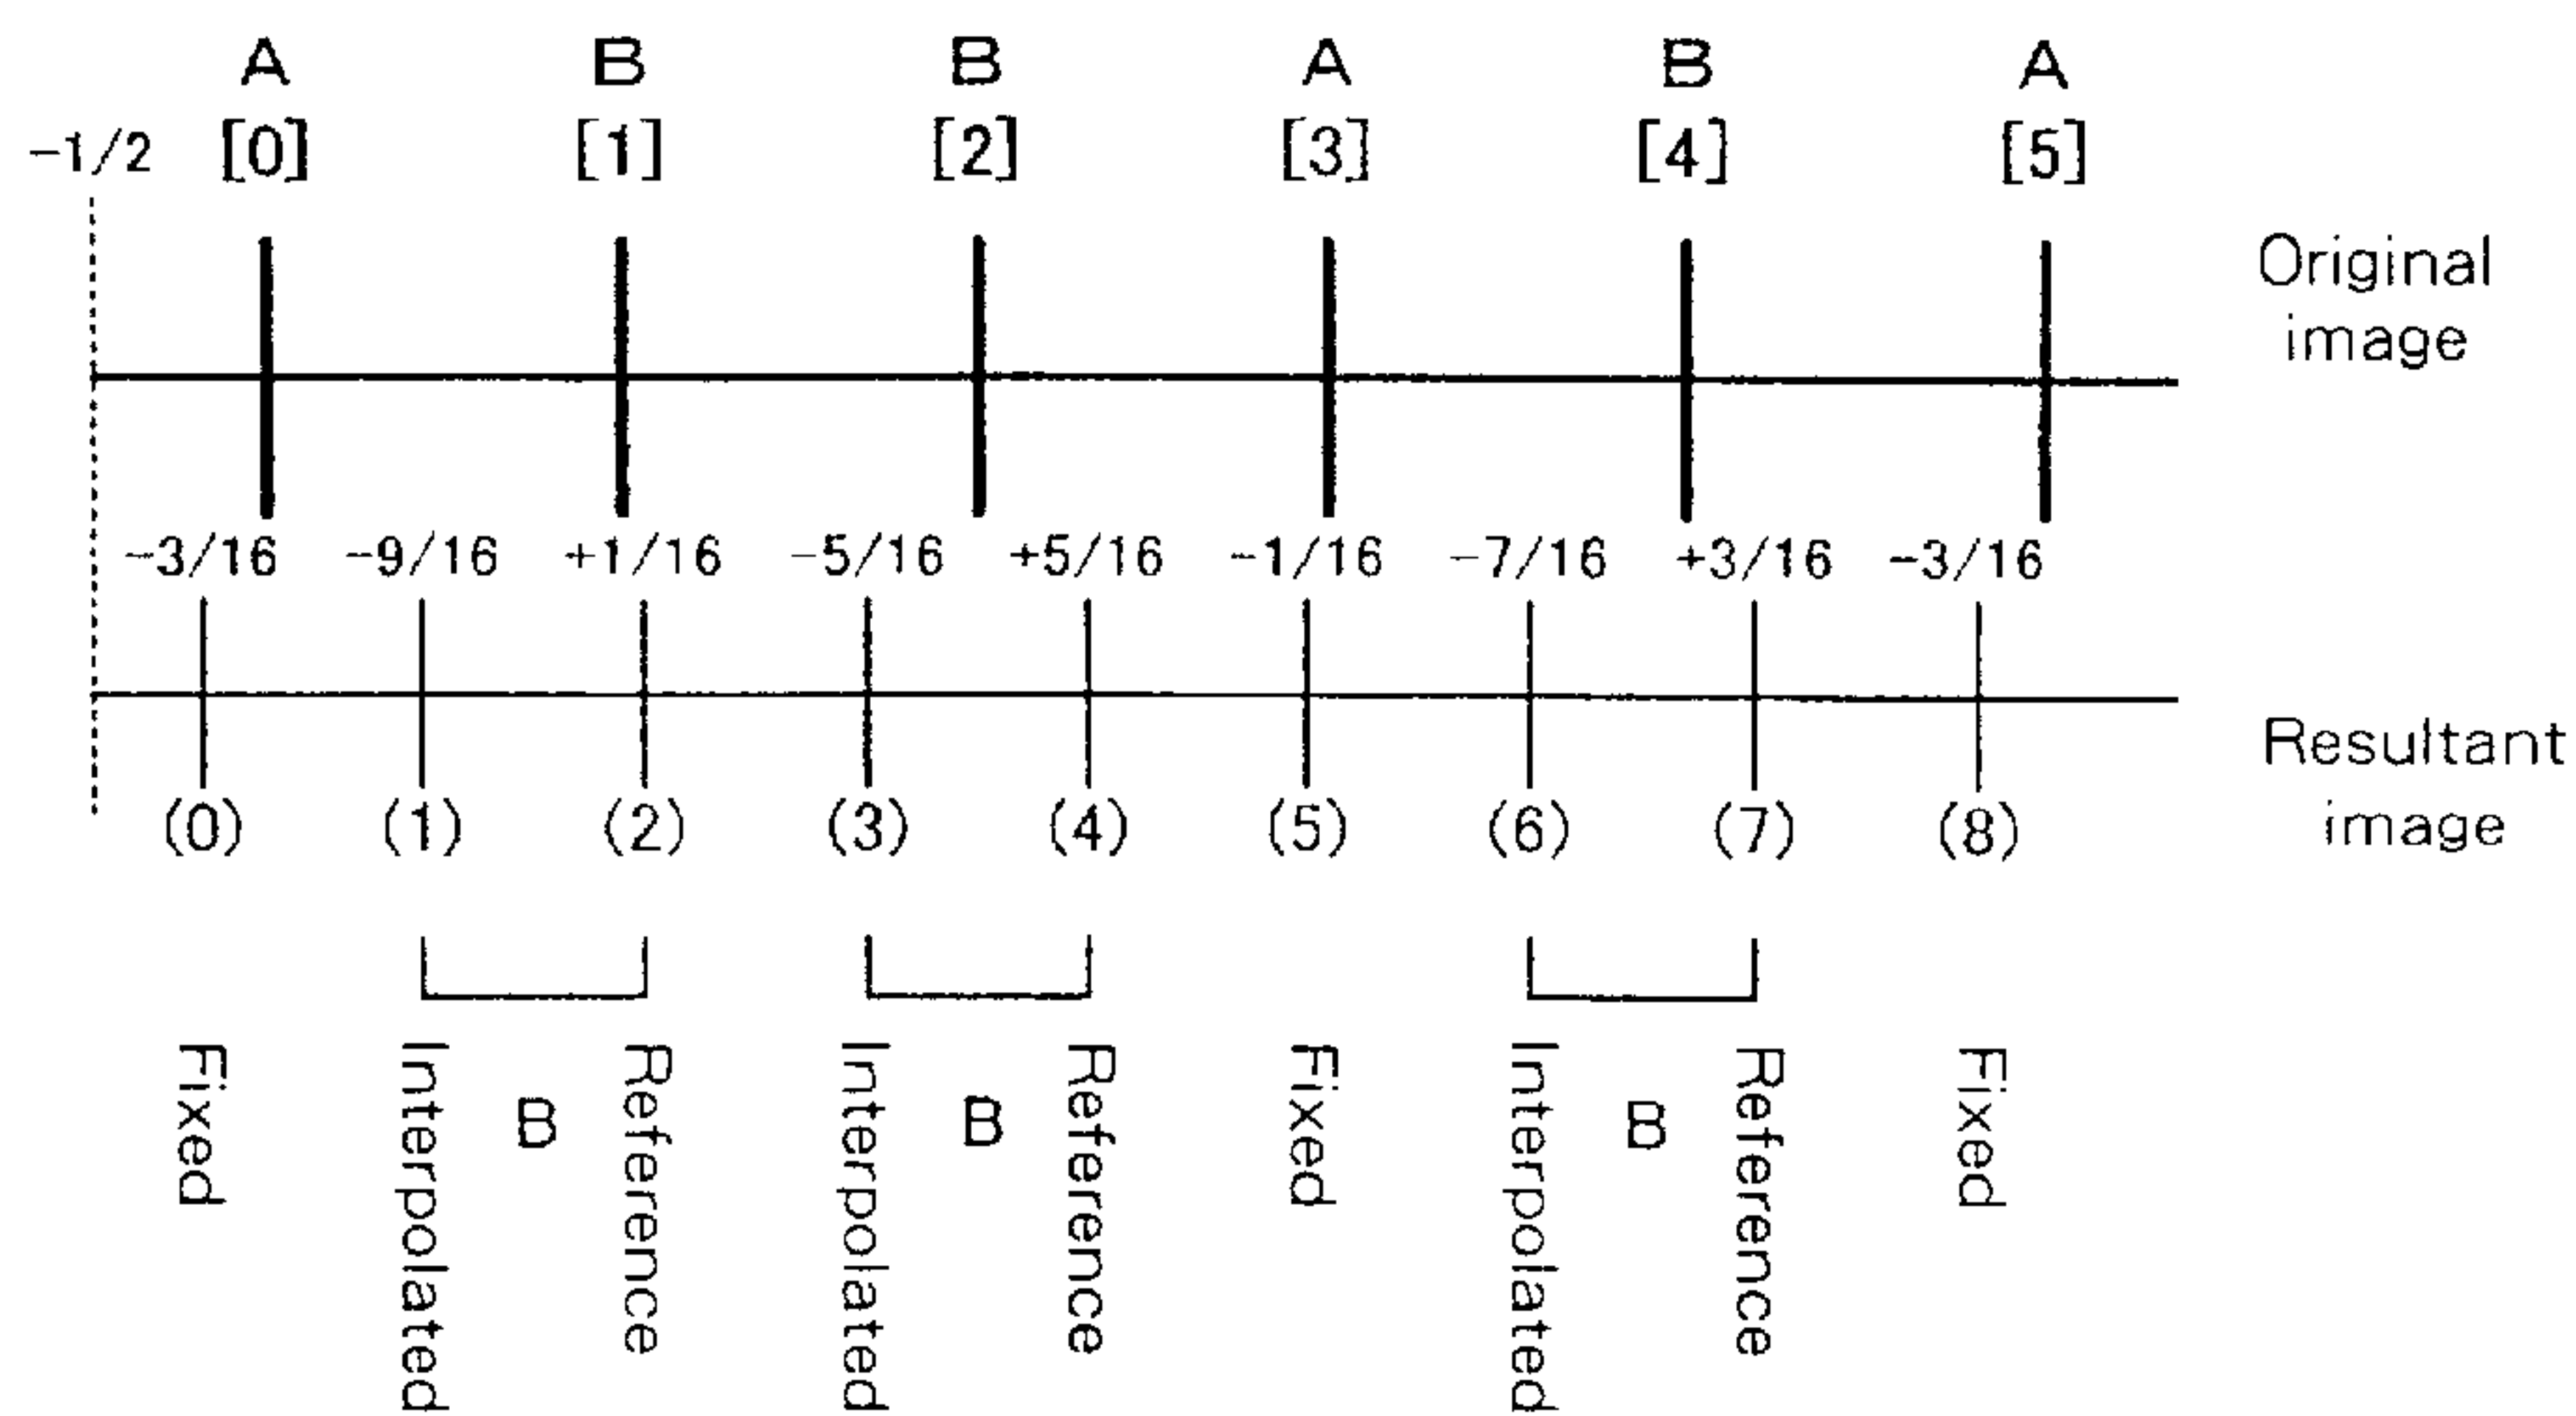 A B B A B A
-1/2 [0] [1] [2] [3] [4] [5]
Original
image
-3/16 -9/16 +1/16 -5/16 +5/16 -1/16 -7/16 +3/16 -3/16
(0) (1) (2) (3) (4) (5) (6) (7) (8)
Resultant
image
Fixed
Interpolated
B
Reference
Interpolated
B
Reference
Fixed
Interpolated
B
Reference
Fixed